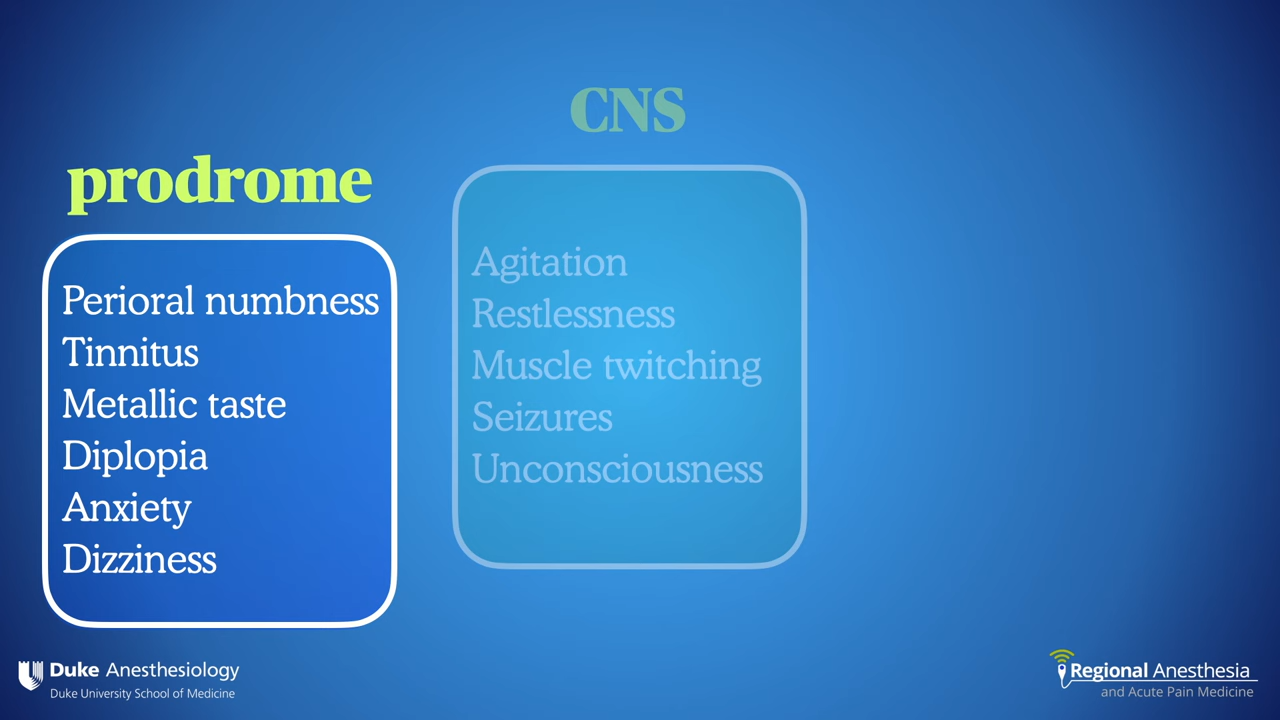 prodrome
Perioral numbness
Tinnitus
Metallic taste
Diplopia
Anxiety
Dizziness
CNS
Agitation
Restlessness
Muscle twitching
Seizures
Unconsciousness
Duke Anesthesiology
Duke University School of Medicine
Regional Anesthesia
and Acute Pain Medicine